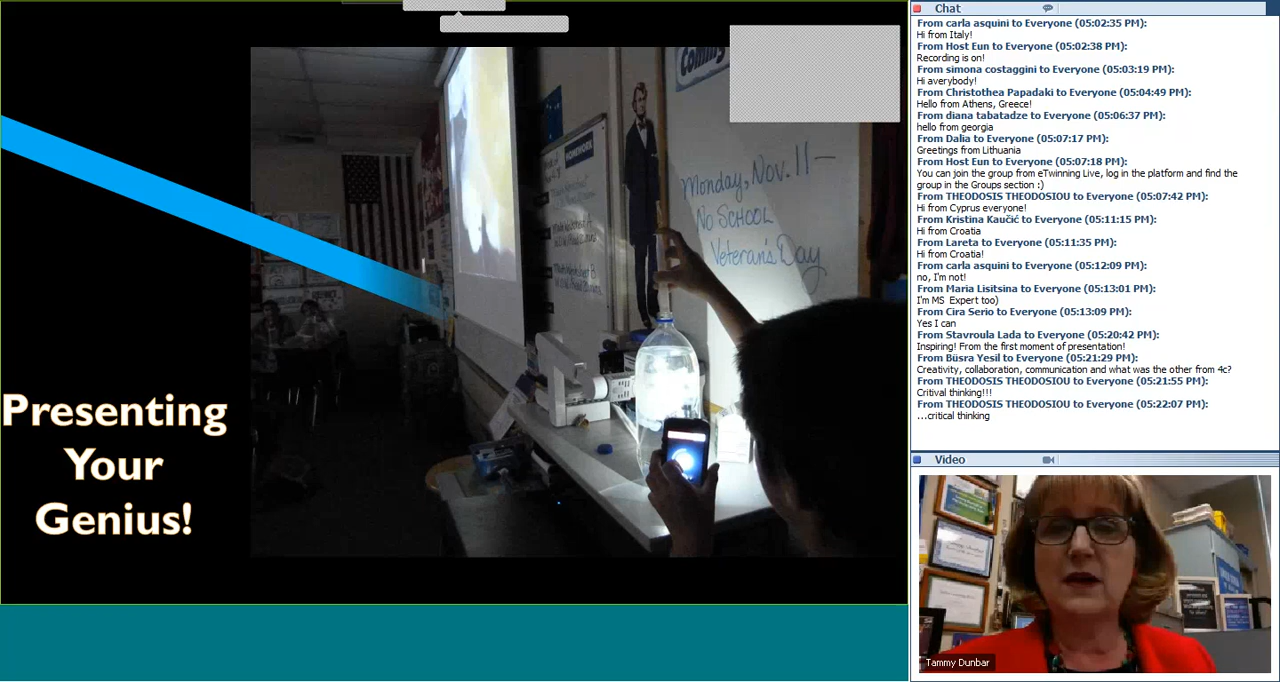 Presenting
Your
Genius!
Coming
HOMEWORK
Monday, Nov. 11 —
No SCHOOL
Veteran's Day
Chat
From carla asquini to Everyone (05:02:35 PM):
Hi from Italy!
From Host Eun to Everyone (05:02:38 PM):
Recording is on!
From simona costaggini to Everyone (05:03:19 PM):
Hi averybody!
From Christothea Papadaki to Everyone (05:04:49 PM):
Hello from Athens, Greece!
From diana tabatadze to Everyone (05:06:37 PM):
hello from georgia
From Dalia to Everyone (05:07:17 PM):
Greetings from Lithuania
From Host Eun to Everyone (05:07:18 PM):
You can join the group from eTwinning Live, log in the platform and find the
group in the Groups section :)
From THEODOSIS THEODOSIOU to Everyone (05:07:42 PM):
Hi from Cyprus everyone!
From Kristina Kaučić to Everyone (05:11:15 PM):
Hi from Croatia
From Lareta to Everyone (05:11:35 PM):
Hi from Croatia!
From carla asquini to Everyone (05:12:09 PM):
no, I'm not!
From Maria Lisitsina to Everyone (05:13:01 PM):
I'm MS Expert too)
From Cira Serio to Everyone (05:13:09 PM):
Yes I can
From Stavroula Lada to Everyone (05:20:42 PM):
Inspiring! From the first moment of presentation!
From Büsra Yesil to Everyone (05:21:29 PM):
Creativity, collaboration, communication and what was the other from 4c?
From THEODOSIS THEODOSIOU to Everyone (05:21:55 PM):
Critival thinking!!!
From THEODOSIS THEODOSIOU to Everyone (05:22:07 PM):
...critical thinking
Video
Tammy Dunbar